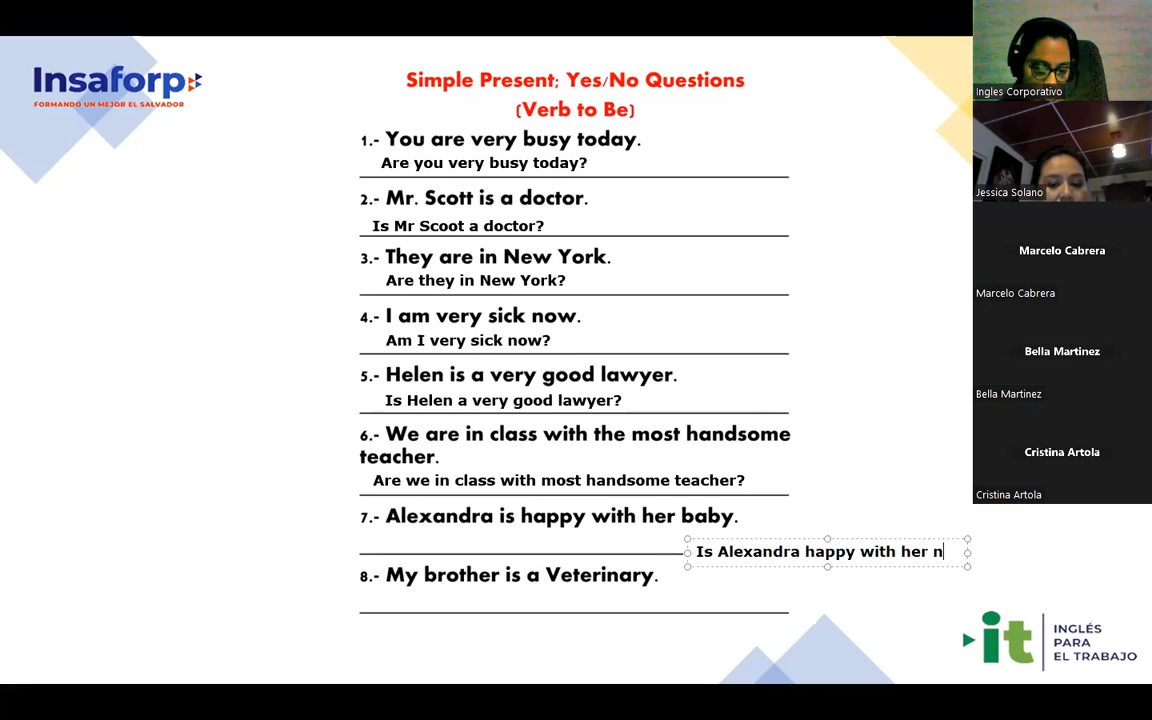 Insaforp
FORMANDO UN MEJOR EL SALVADOR
Simple Present; Yes/No Questions
(Verb to Be)
1.- You are very busy today.
Are you very busy today?
2.- Mr. Scott is a doctor.
Is Mr Scoot a doctor?
3.- They are in New York.
Are they in New York?
4.- I am very sick now.
Am I very sick now?
5.- Helen is a very good lawyer.
Is Helen a very good lawyer?
6.- We are in class with the most handsome
teacher.
Are we in class with most handsome teacher?
7.- Alexandra is happy with her baby.
Is Alexandra happy with her n
8.- My brother is a Veterinary.
it
INGLÉS
PARA
EL TRABAJO
Ingles Corporativo
Jessica Solano
Marcelo Cabrera
Marcelo Cabrera
Bella Martinez
Bella Martinez
Cristina Artola
Cristina Artola